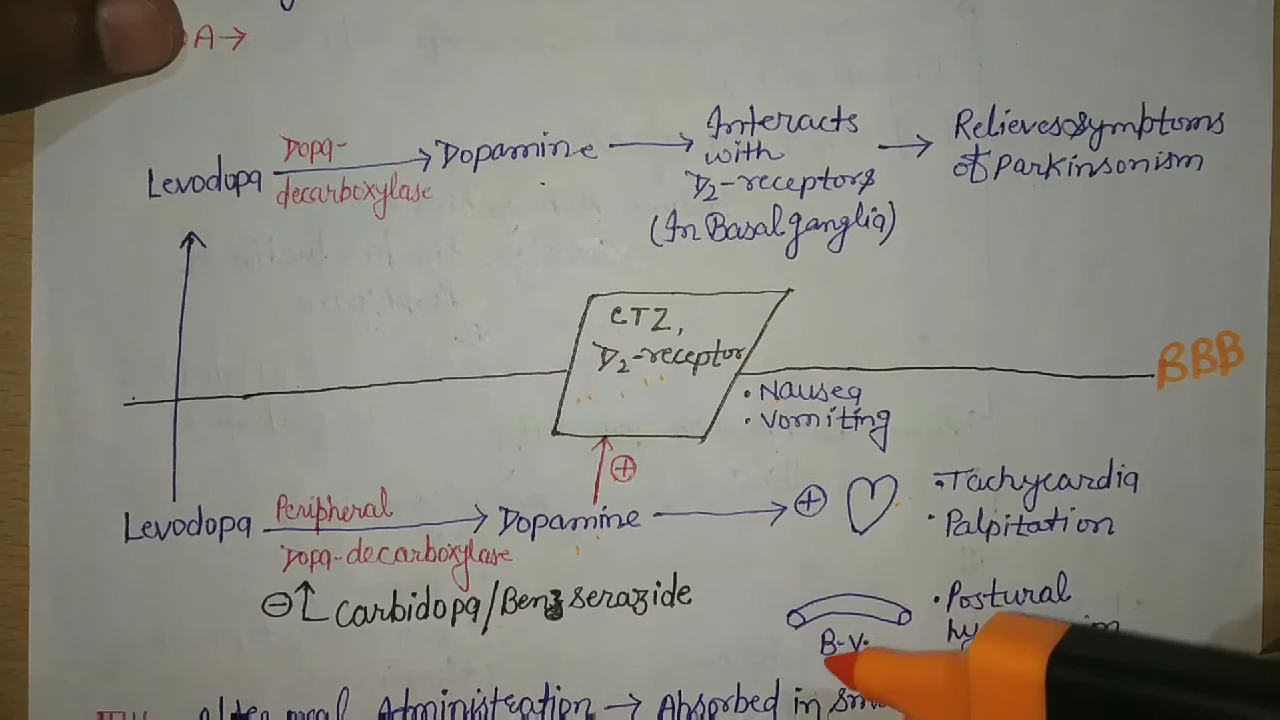 A →
Levodopa Dopa-decarboxylase → Dopamine → Interacts with D₂-receptors (In Basal ganglia) → Relieves symptoms of Parkinsonism
CTZ,
D₂-receptor
BBB
• Nausea
• Vomiting
⊕
Levodopa Peripheral Dopa-decarboxylase → Dopamine → ⊕
• Tachycardia
• Palpitation
⊖↑ Carbidopa/Benserazide
B.V.
• Postural
Administration → Absorbed in